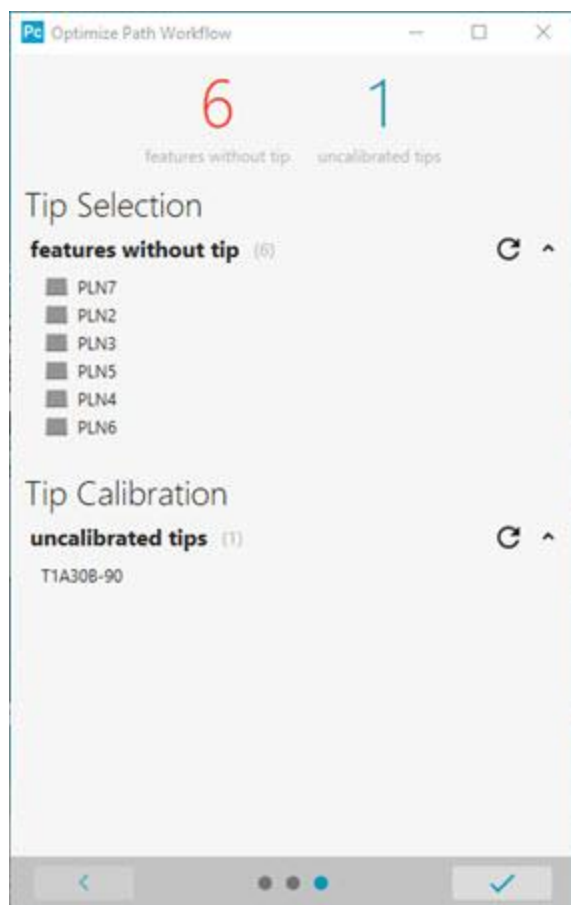 Pc Optimize Path Workflow
6 1
features without tip uncalibrated tips
Tip Selection
features without tip (6)
PLN7
PLN2
PLN3
PLN5
PLN4
PLN6
Tip Calibration
uncalibrated tips (1)
T1A30B-90